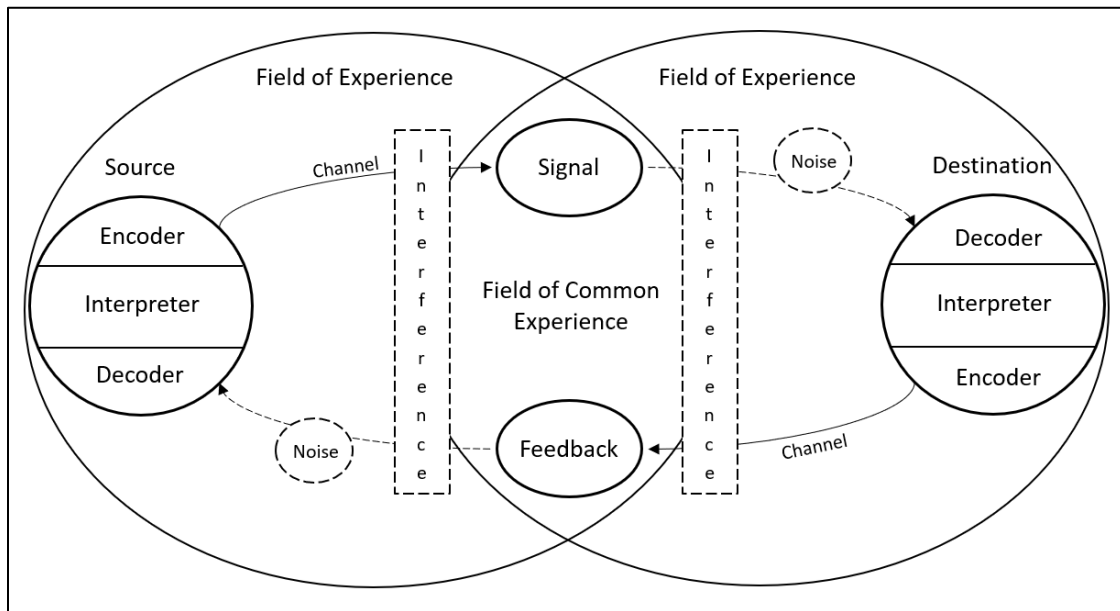 Field of Experience
Field of Experience
Source
Channel
Interference
Signal
Interference
Noise
Destination
Encoder
Interpreter
Decoder
Field of Common
Experience
Decoder
Interpreter
Encoder
Noise
Feedback
Channel